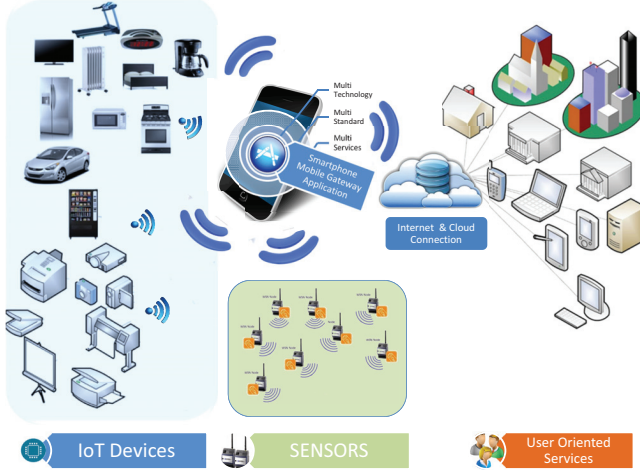 Multi
Technology
Multi
Standard
Multi
Services
Smartphone
Mobile Gateway
Application
Internet & Cloud
Connection
IoT Devices
SENSORS
User Oriented
Services